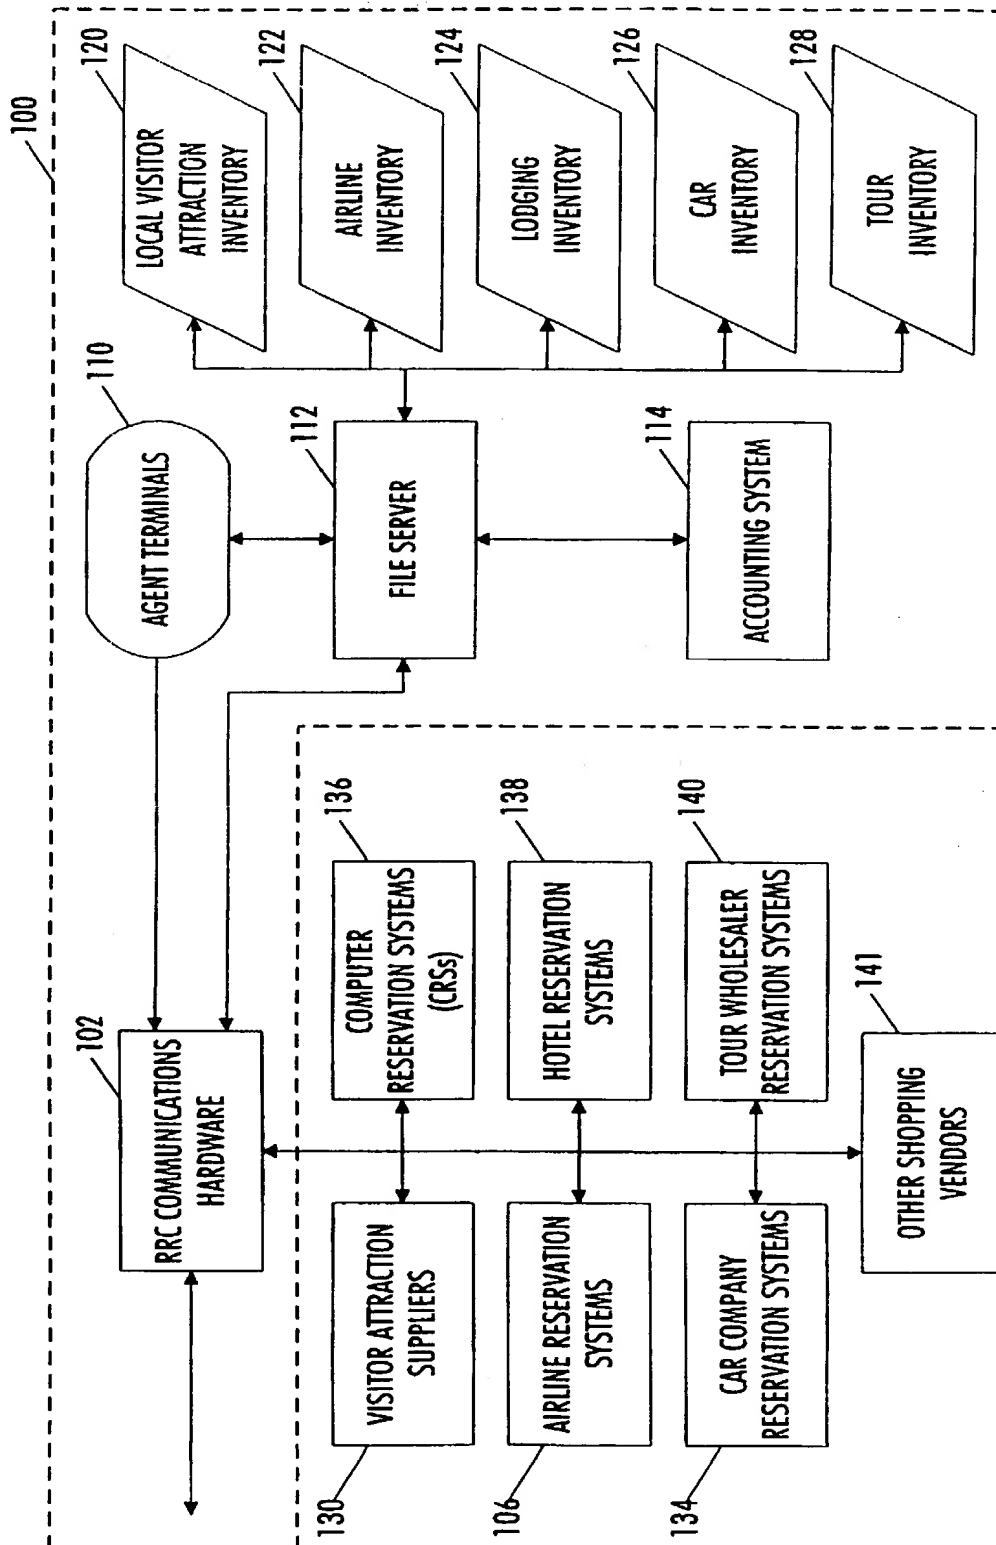 100
102
RRC COMMUNICATIONS
HARDWARE
110
AGENT TERMINALS
120
LOCAL VISITOR
ATTRACTION
INVENTORY
112
FILE SERVER
122
AIRLINE
INVENTORY
124
LODGING
INVENTORY
114
ACCOUNTING SYSTEM
126
CAR
INVENTORY
128
TOUR
INVENTORY
130
VISITOR ATTRACTION
SUPPLIERS
136
COMPUTER
RESERVATION SYSTEMS
(CRSs)
106
AIRLINE RESERVATION
SYSTEMS
138
HOTEL RESERVATION
SYSTEMS
134
CAR COMPANY
RESERVATION SYSTEMS
140
TOUR WHOLESALER
RESERVATION SYSTEMS
141
OTHER SHOPPING
VENDORS